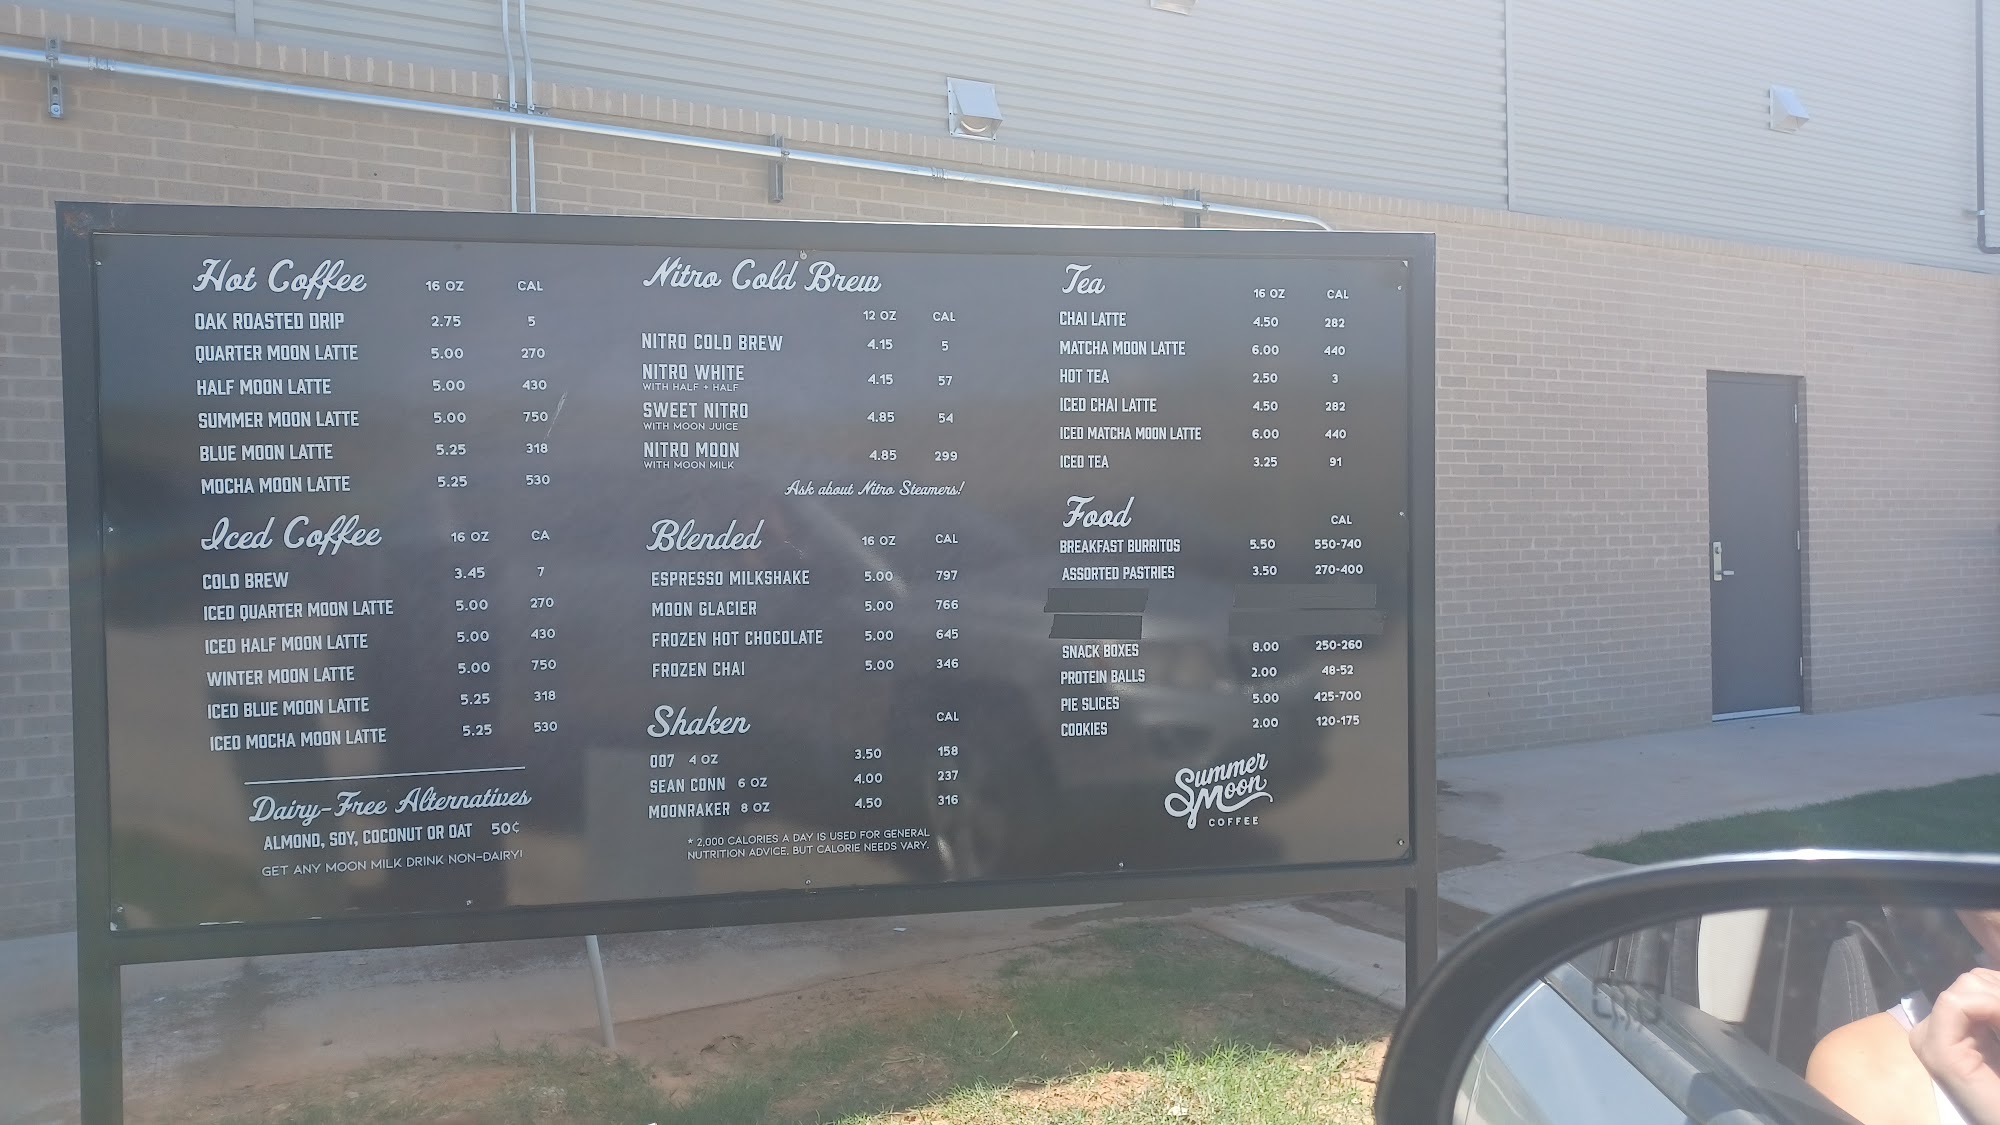 Hot Coffee 16 OZ CAL
OAK ROASTED DRIP 2.75 5
QUARTER MOON LATTE 5.00 270
HALF MOON LATTE 5.00 430
SUMMER MOON LATTE 5.00 750
BLUE MOON LATTE 5.25 318
MOCHA MOON LATTE 5.25 530
Iced Coffee 16 OZ CA
COLD BREW 3.45 7
ICED QUARTER MOON LATTE 5.00 270
ICED HALF MOON LATTE 5.00 430
WINTER MOON LATTE 5.00 750
ICED BLUE MOON LATTE 5.25 318
ICED MOCHA MOON LATTE 5.25 530
Dairy-Free Alternatives
ALMOND, SOY, COCONUT OR OAT 50¢
GET ANY MOON MILK DRINK NON-DAIRY!
Nitro Cold Brew
12 OZ CAL
NITRO COLD BREW 4.15 5
NITRO WHITE 4.15 57
WITH HALF + HALF
SWEET NITRO 4.85 54
WITH MOON JUICE
NITRO MOON 4.85 299
WITH MOON MILK
Ask about Nitro Steamers!
Blended 16 OZ CAL
ESPRESSO MILKSHAKE 5.00 797
MOON GLACIER 5.00 766
FROZEN HOT CHOCOLATE 5.00 645
FROZEN CHAI 5.00 346
Shaken CAL
007 4 OZ 3.50 158
SEAN CONN 6 OZ 4.00 237
MOONRAKER 8 OZ 4.50 316
* 2,000 CALORIES A DAY IS USED FOR GENERAL
NUTRITION ADVICE, BUT CALORIE NEEDS VARY.
Tea 16 OZ CAL
CHAI LATTE 4.50 282
MATCHA MOON LATTE 6.00 440
HOT TEA 2.50 3
ICED CHAI LATTE 4.50 282
ICED MATCHA MOON LATTE 6.00 440
ICED TEA 3.25 91
Food CAL
BREAKFAST BURRITOS 5.50 550-740
ASSORTED PASTRIES 3.50 270-400
SNACK BOXES 8.00 250-260
PROTEIN BALLS 2.00 48-52
PIE SLICES 5.00 425-700
COOKIES 2.00 120-175
Summer
Moon
COFFEE